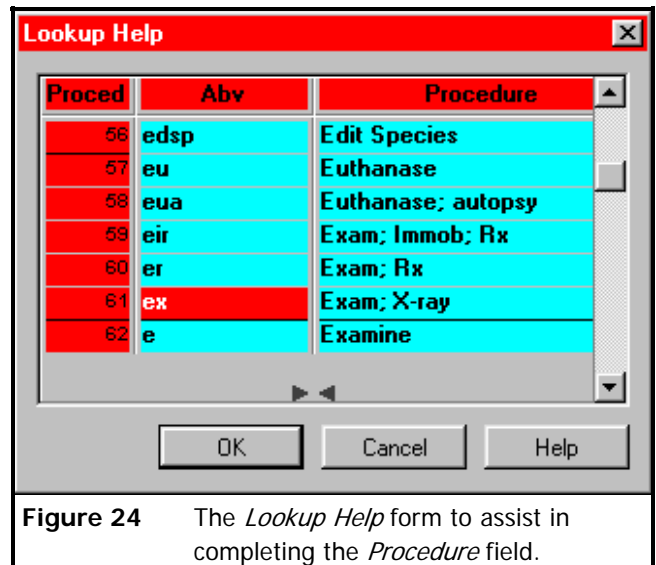 Lookup Help
Proced Abv Procedure
56 edsp Edit Species
57 eu Euthanase
58 eua Euthanase; autopsy
59 eir Exam; Immob; Rx
60 er Exam; Rx
61 ex Exam; X-ray
62 e Examine
OK Cancel Help
Figure 24 The Lookup Help form to assist in
completing the Procedure field.